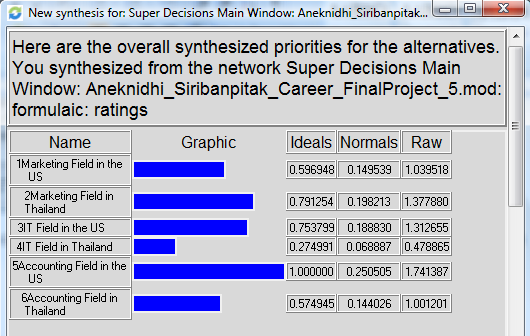 New synthesis for: Super Decisions Main Window: Aneknidhi_Siribanpitak...
Here are the overall synthesized priorities for the alternatives.
You synthesized from the network Super Decisions Main
Window: Aneknidhi_Siribanpitak_Career_FinalProject_5.mod:
formulaic: ratings
Name Graphic Ideals Normals Raw
1Marketing Field in the
US 0.596948 0.149539 1.039518
2Marketing Field in
Thailand 0.791254 0.198213 1.377880
3IT Field in the US 0.753799 0.188830 1.312655
4IT Field in Thailand 0.274991 0.068887 0.478865
5Accounting Field in the
US 1.000000 0.250505 1.741387
6Accounting Field in
Thailand 0.574945 0.144026 1.001201